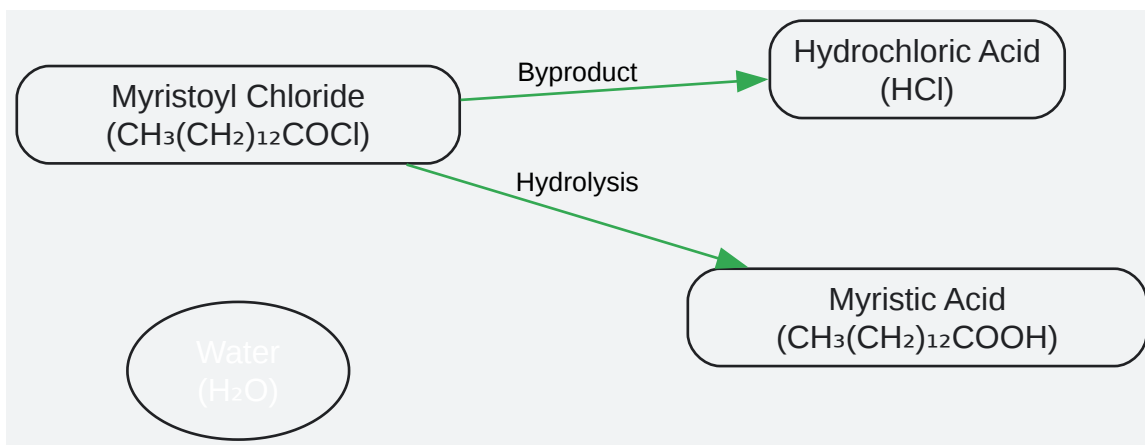 Myristoyl Chloride
(CH₃(CH₂)₁₂COCl)
Byproduct
Hydrochloric Acid
(HCl)
Hydrolysis
Myristic Acid
(CH₃(CH₂)₁₂COOH)
Water
(H₂O)